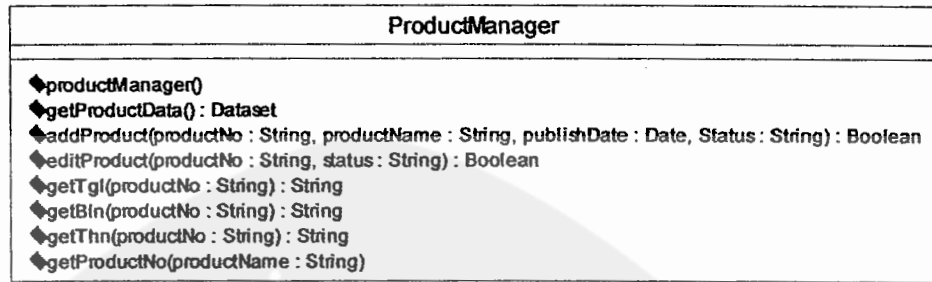 ProductManager
productManager()
getProductData() : Dataset
addProduct(productNo : String, productName : String, publishDate : Date, Status : String) : Boolean
editProduct(productNo : String, status : String) : Boolean
getTgl(productNo : String) : String
getBln(productNo : String) : String
getThn(productNo : String) : String
getProductNo(productName : String)